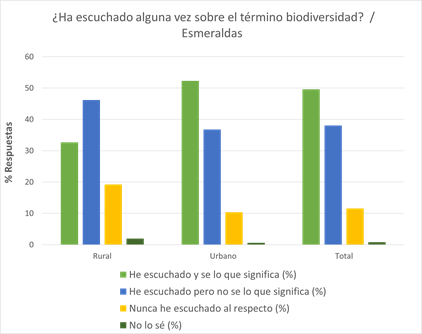 ¿Ha escuchado alguna vez sobre el término biodiversidad? /
Esmeraldas
% Respuestas
60
50
40
30
20
10
0
Rural
Urbano
Total
He escuchado y se lo que significa (%)
He escuchado pero no se lo que significa (%)
Nunca he escuchado al respecto (%)
No lo sé (%)